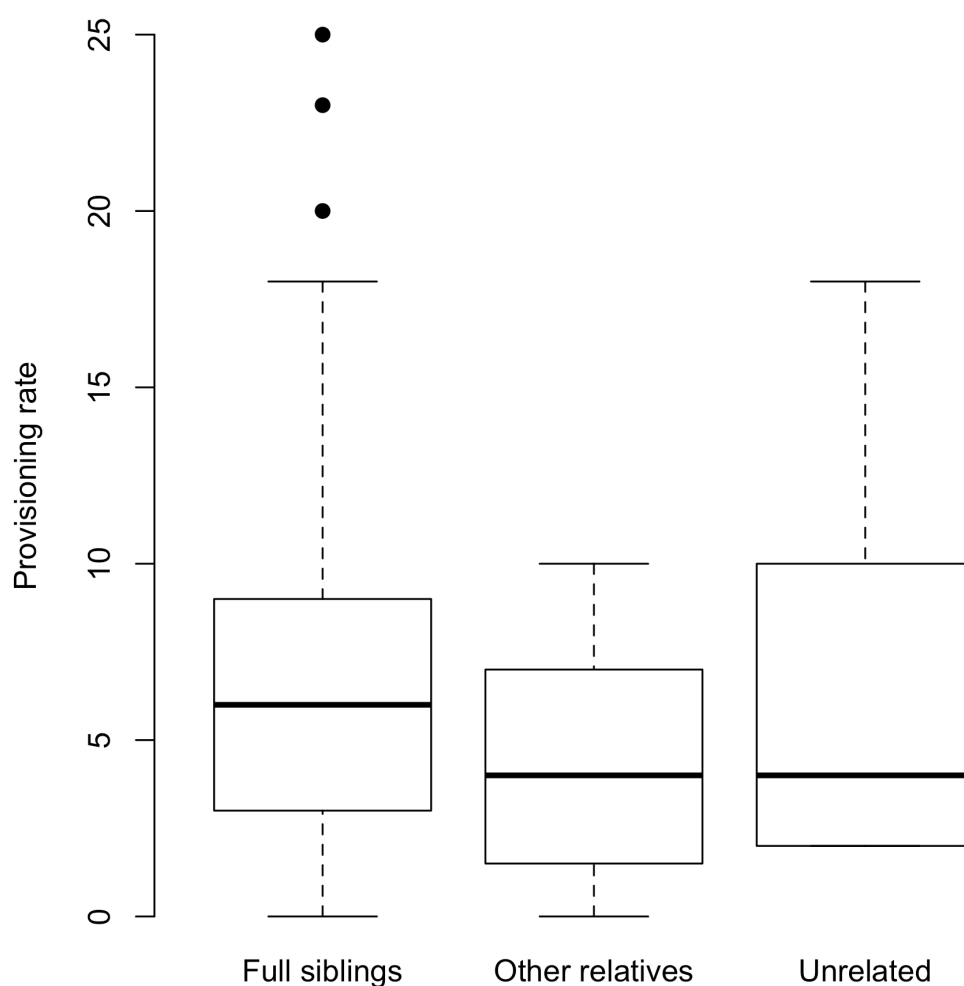 25
20
15
10
5
0
Provisioning rate
Full siblings
Other relatives
Unrelated